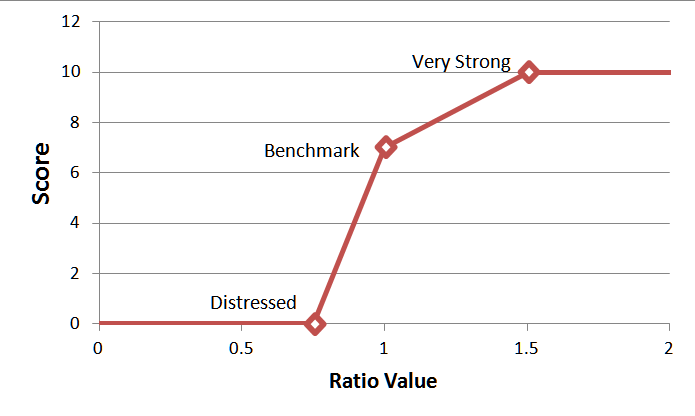 12
10
8
6
4
2
0
Score
Very Strong
Benchmark
Distressed
0 0.5 1 1.5 2
Ratio Value